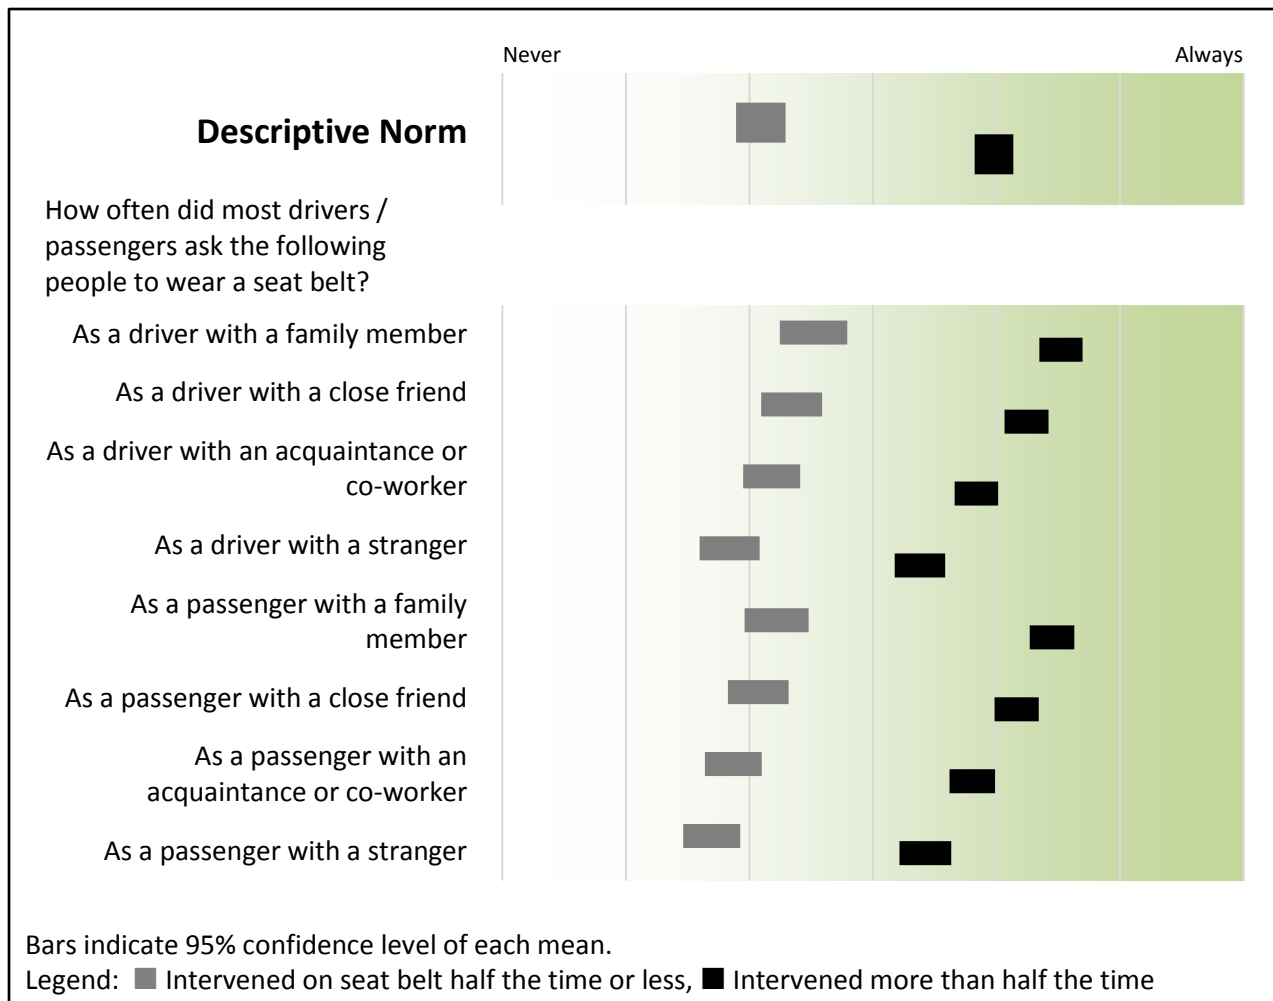 Never
Always
Descriptive Norm
How often did most drivers /
passengers ask the following
people to wear a seat belt?
As a driver with a family member
As a driver with a close friend
As a driver with an acquaintance or
co-worker
As a driver with a stranger
As a passenger with a family
member
As a passenger with a close friend
As a passenger with an
acquaintance or co-worker
As a passenger with a stranger
Bars indicate 95% confidence level of each mean.
Legend: Intervened on seat belt half the time or less, Intervened more than half the time